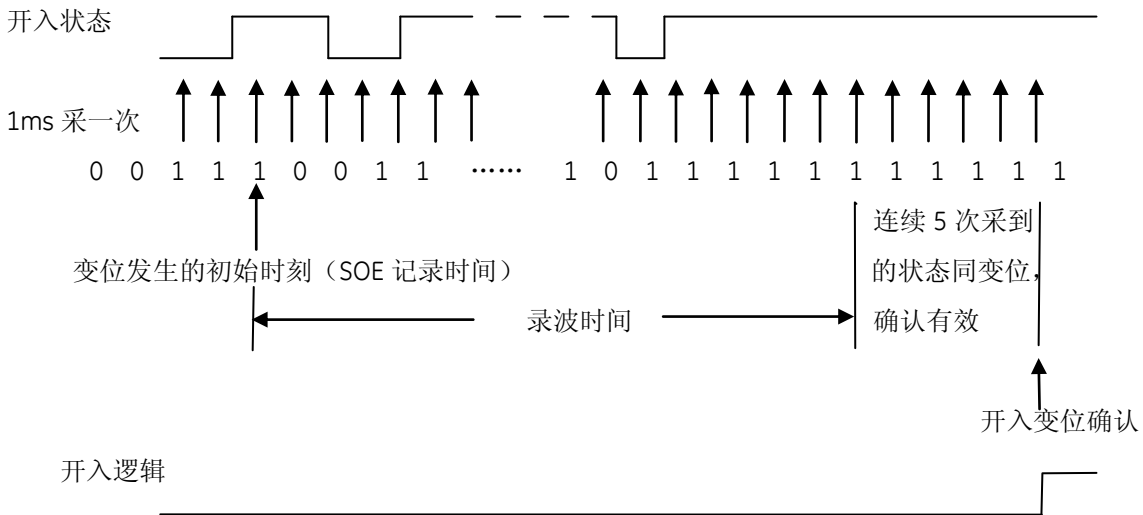 开入状态
1ms 采一次
0 0 1 1 1 0 0 1 1 …… 1 0 1 1 1 1 1 1 1 1 1 1 1
变位发生的初始时刻（SOE 记录时间）
录波时间
连续 5 次采到
的状态同变位，
确认有效
开入变位确认
开入逻辑